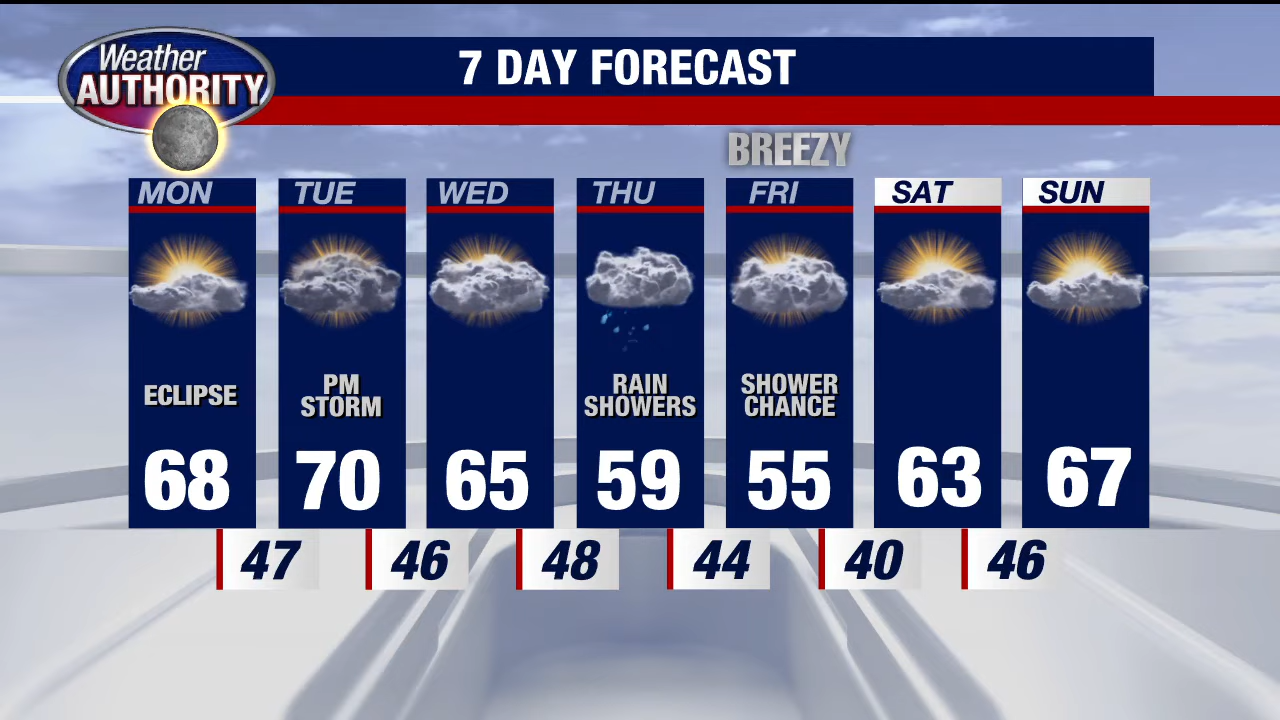 Weather
AUTHORITY
7 DAY FORECAST
BREEZY
MON
TUE
WED
THU
FRI
SAT
SUN
ECLIPSE
PM
STORM
RAIN
SHOWERS
SHOWER
CHANCE
68
70
65
59
55
63
67
47
46
48
44
40
46